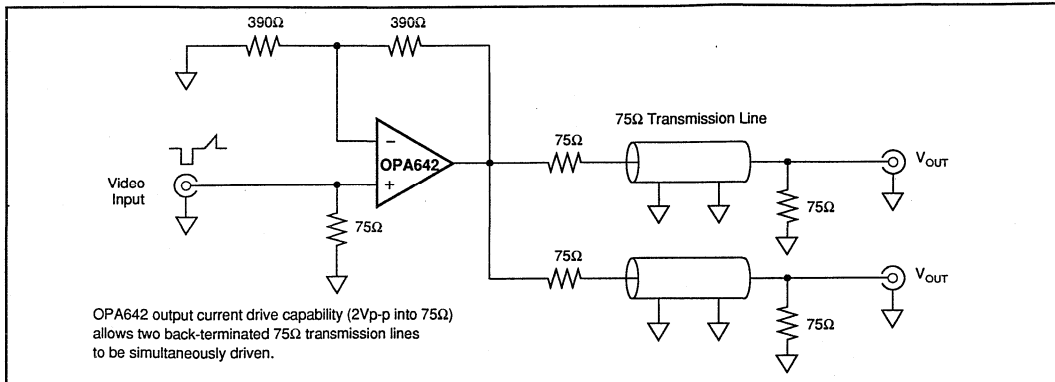 390Ω 390Ω
75Ω Transmission Line
75Ω
−
OPA642
+
VOUT
Video
Input
75Ω
75Ω
75Ω
VOUT
75Ω
OPA642 output current drive capability (2Vp-p into 75Ω)
allows two back-terminated 75Ω transmission lines
to be simultaneously driven.